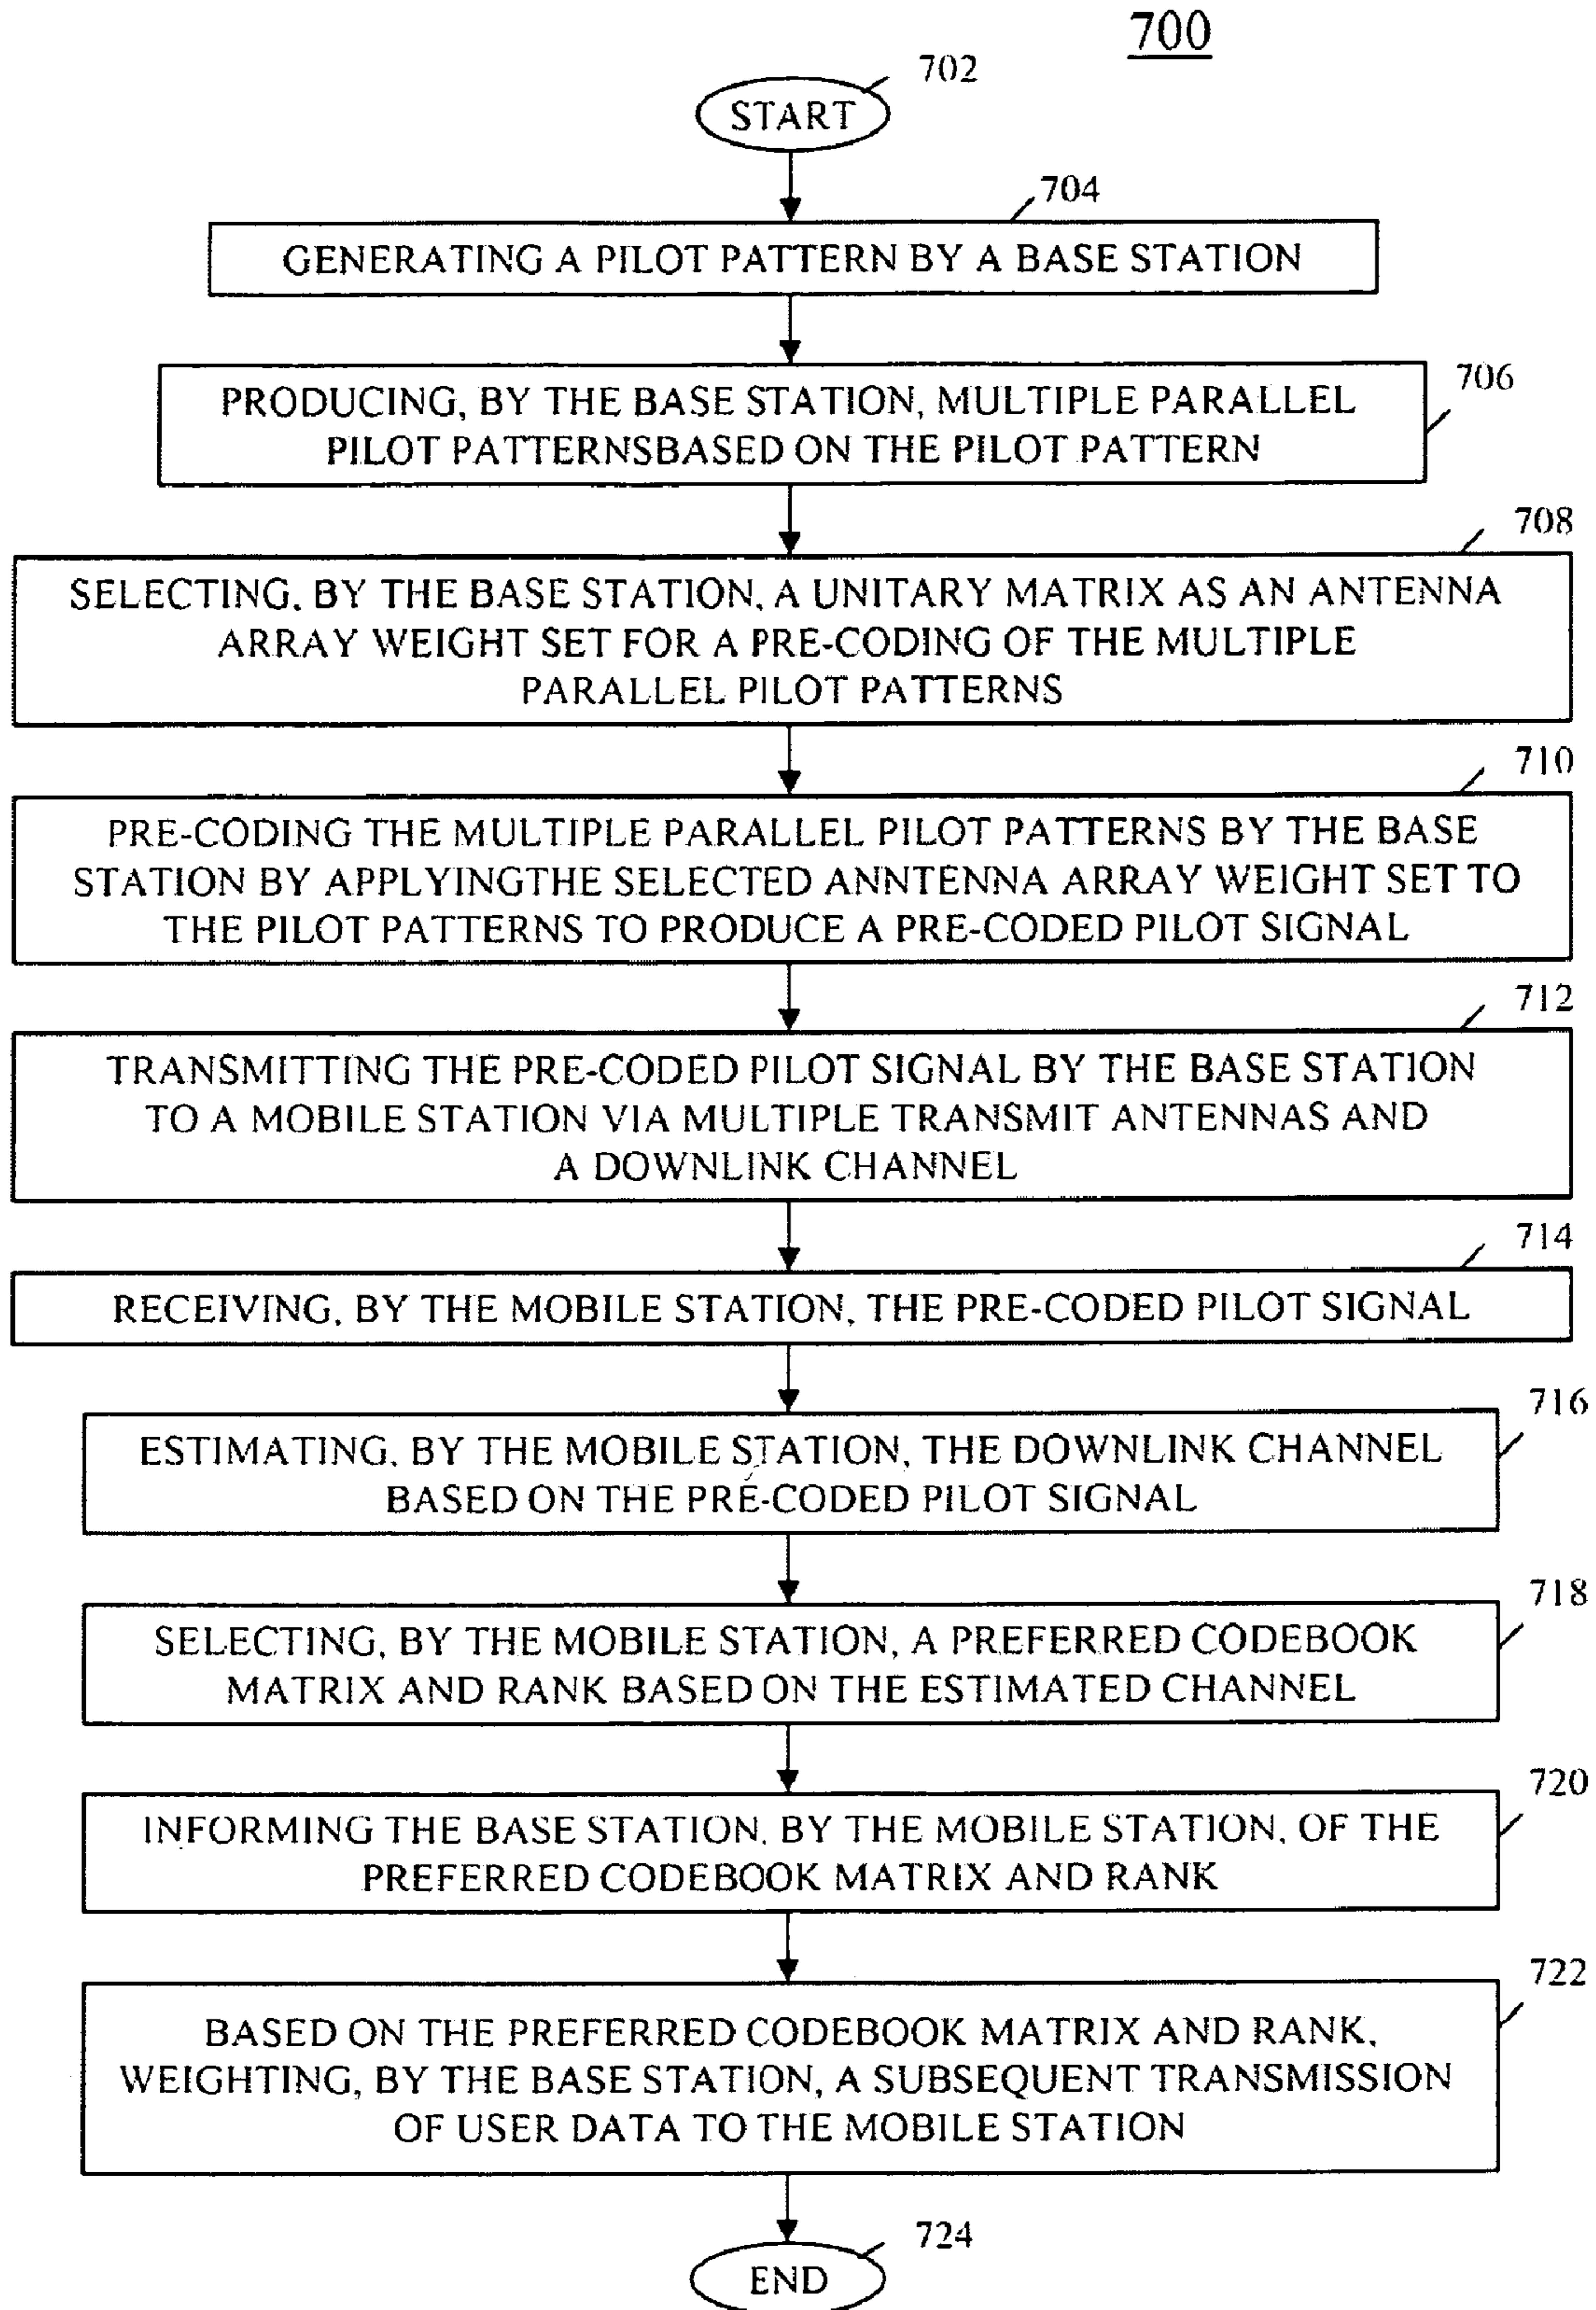 700
702
START
704
GENERATING A PILOT PATTERN BY A BASE STATION
706
PRODUCING, BY THE BASE STATION, MULTIPLE PARALLEL
PILOT PATTERNSBASED ON THE PILOT PATTERN
708
SELECTING, BY THE BASE STATION, A UNITARY MATRIX AS AN ANTENNA
ARRAY WEIGHT SET FOR A PRE-CODING OF THE MULTIPLE
PARALLEL PILOT PATTERNS
710
PRE-CODING THE MULTIPLE PARALLEL PILOT PATTERNS BY THE BASE
STATION BY APPLYINGTHE SELECTED ANNTENNA ARRAY WEIGHT SET TO
THE PILOT PATTERNS TO PRODUCE A PRE-CODED PILOT SIGNAL
712
TRANSMITTING THE PRE-CODED PILOT SIGNAL BY THE BASE STATION
TO A MOBILE STATION VIA MULTIPLE TRANSMIT ANTENNAS AND
A DOWNLINK CHANNEL
714
RECEIVING, BY THE MOBILE STATION, THE PRE-CODED PILOT SIGNAL
716
ESTIMATING, BY THE MOBILE STATION, THE DOWNLINK CHANNEL
BASED ON THE PRE-CODED PILOT SIGNAL
718
SELECTING, BY THE MOBILE STATION, A PREFERRED CODEBOOK
MATRIX AND RANK BASED ON THE ESTIMATED CHANNEL
720
INFORMING THE BASE STATION, BY THE MOBILE STATION, OF THE
PREFERRED CODEBOOK MATRIX AND RANK
722
BASED ON THE PREFERRED CODEBOOK MATRIX AND RANK,
WEIGHTING, BY THE BASE STATION, A SUBSEQUENT TRANSMISSION
OF USER DATA TO THE MOBILE STATION
724
END